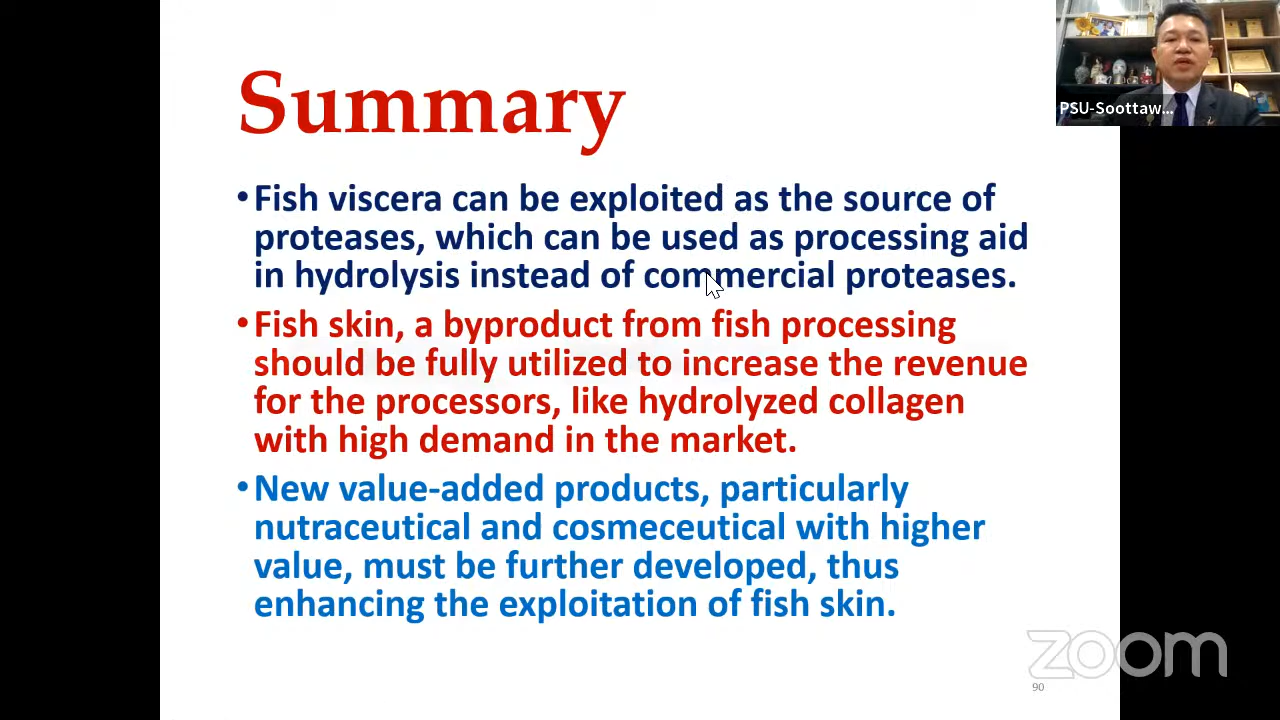 PSU-Soottaw...
Summary
•Fish viscera can be exploited as the source of
proteases, which can be used as processing aid
in hydrolysis instead of commercial proteases.
•Fish skin, a byproduct from fish processing
should be fully utilized to increase the revenue
for the processors, like hydrolyzed collagen
with high demand in the market.
•New value-added products, particularly
nutraceutical and cosmeceutical with higher
value, must be further developed, thus
enhancing the exploitation of fish skin.
zoom
90